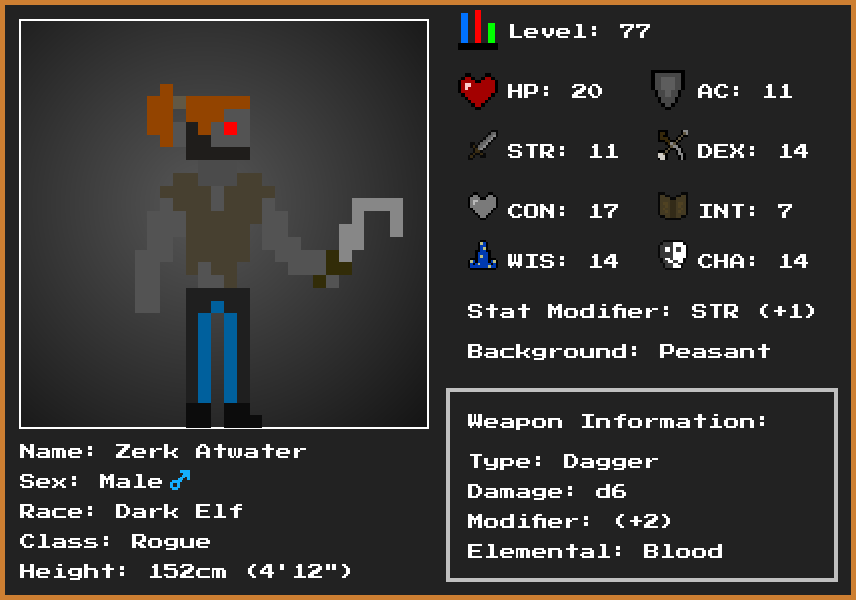 Level: 77
HP: 20
AC: 11
STR: 11
DEX: 14
CON: 17
INT: 7
WIS: 14
CHA: 14
Stat Modifier: STR (+1)
Background: Peasant
Weapon Information:
Type: Dagger
Damage: d6
Modifier: (+2)
Elemental: Blood
Name: Zerk Atwater
Sex: Male♂
Race: Dark Elf
Class: Rogue
Height: 152cm (4'12")